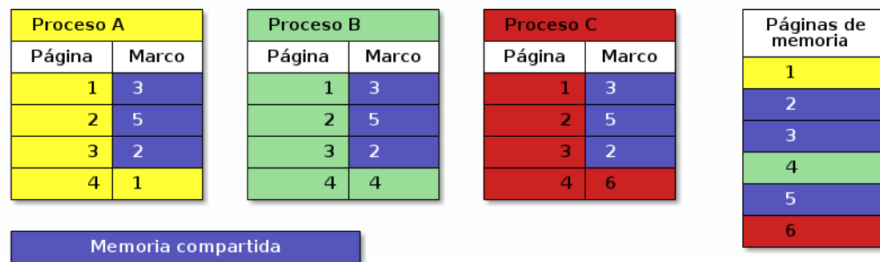 Proceso A
Página Marco
1 3
2 5
3 2
4 1
Proceso B
Página Marco
1 3
2 5
3 2
4 4
Proceso C
Página Marco
1 3
2 5
3 2
4 6
Páginas de
memoria
1
2
3
4
5
6
Memoria compartida